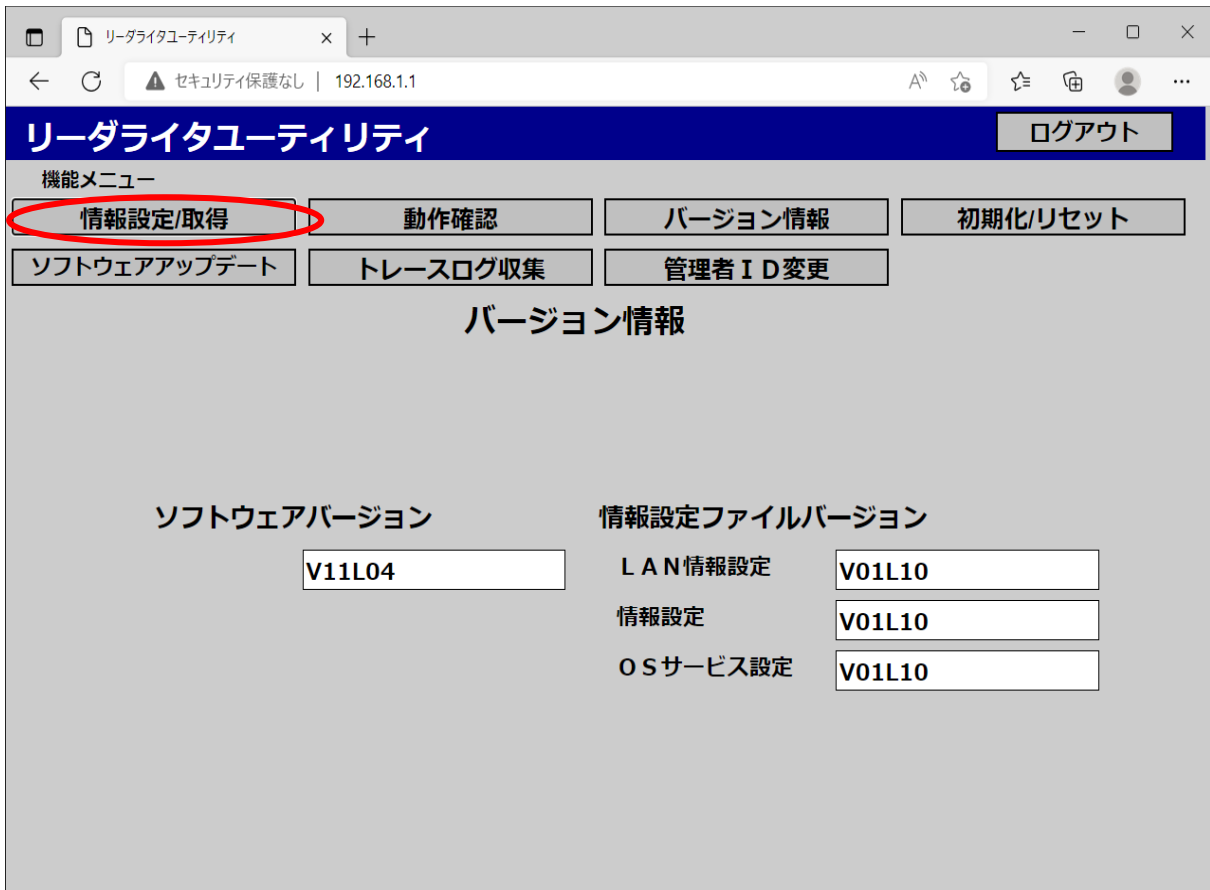 リーダライタユーティリティ
セキュリティ保護なし | 192.168.1.1
リーダライタユーティリティ ログアウト
機能メニュー
情報設定/取得 動作確認 バージョン情報 初期化/リセット
ソフトウェアアップデート トレースログ収集 管理者ID変更
バージョン情報
ソフトウェアバージョン 情報設定ファイルバージョン
V11L04 LAN情報設定 V01L10
情報設定 V01L10
OSサービス設定 V01L10